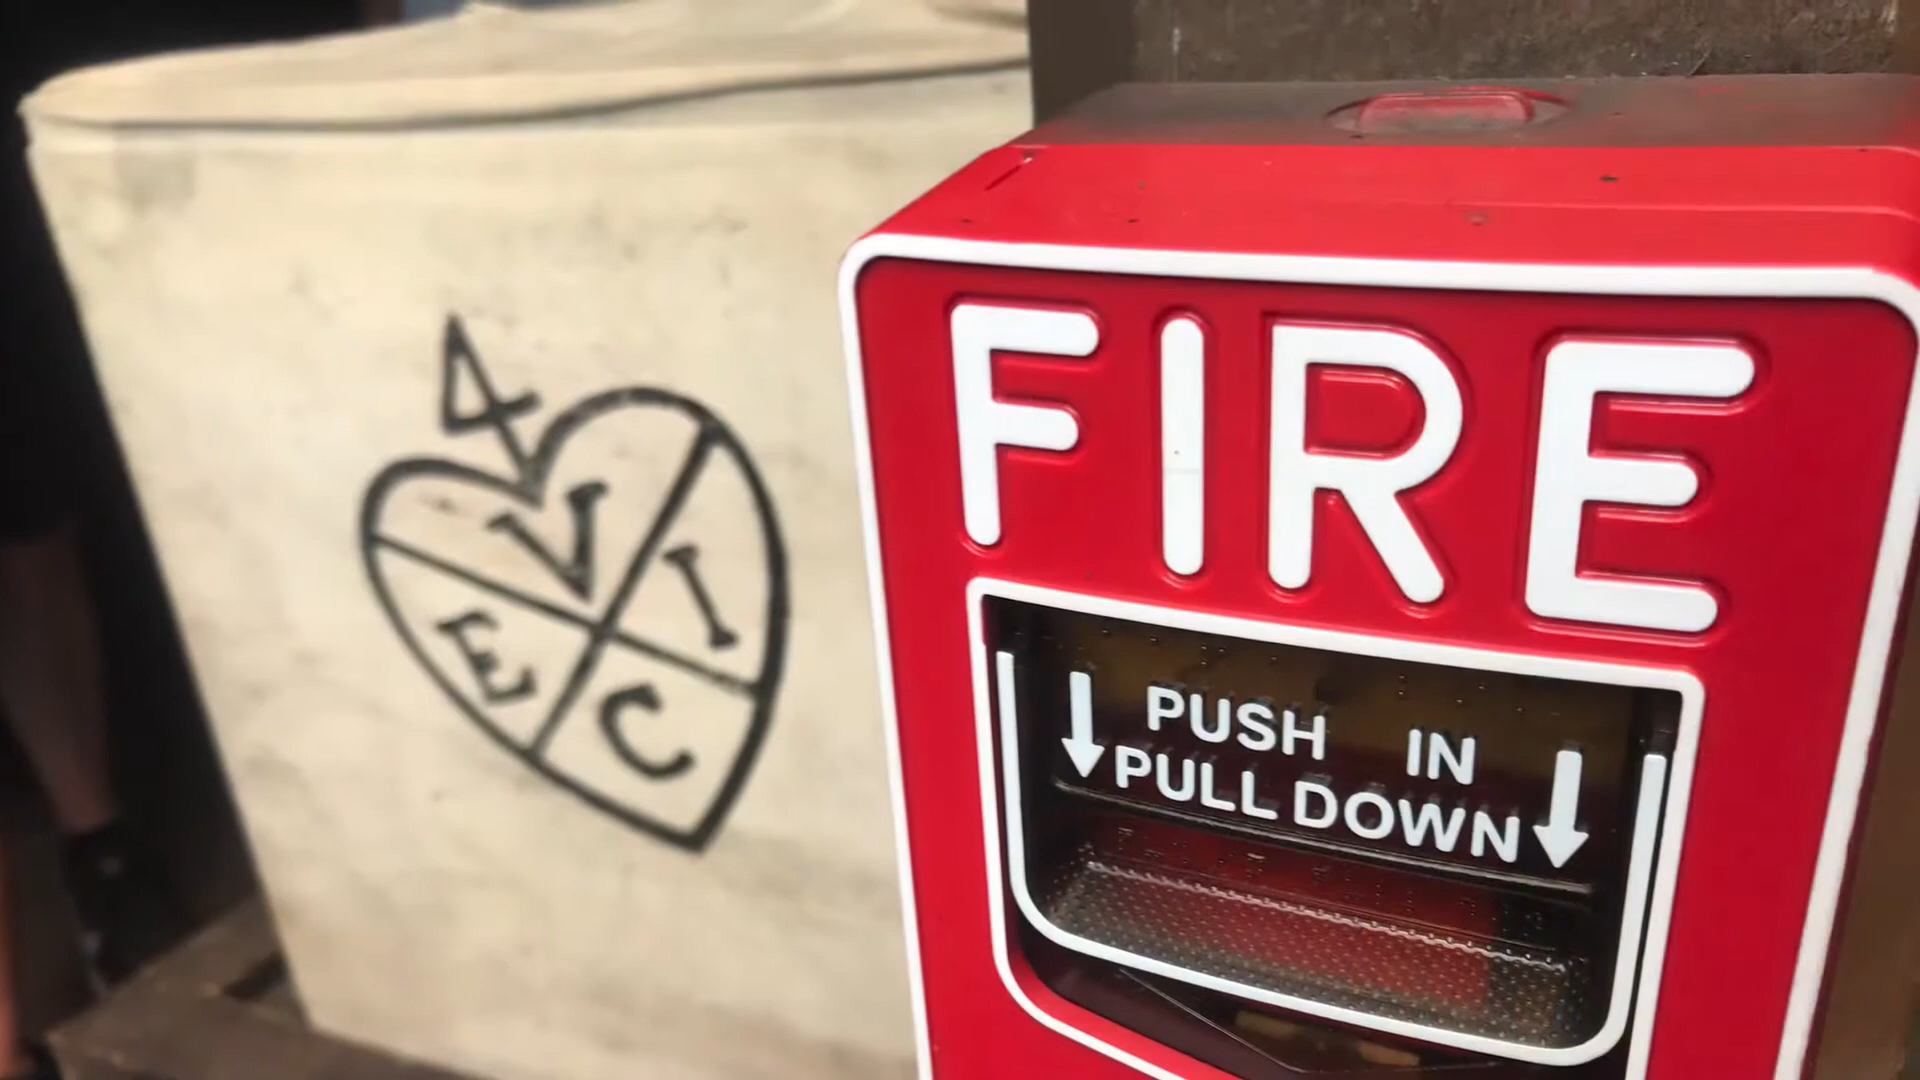 4
V
E I
C
FIRE
PUSH IN
PULL DOWN